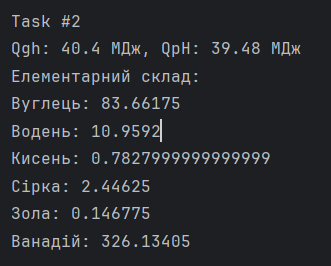 Task #2
Qgh: 40.4 МДж, QpH: 39.48 МДж
Елементарний склад:
Вуглець: 83.66175
Водень: 10.9592
Кисень: 0.7827999999999999
Сірка: 2.44625
Зола: 0.146775
Ванадій: 326.13405